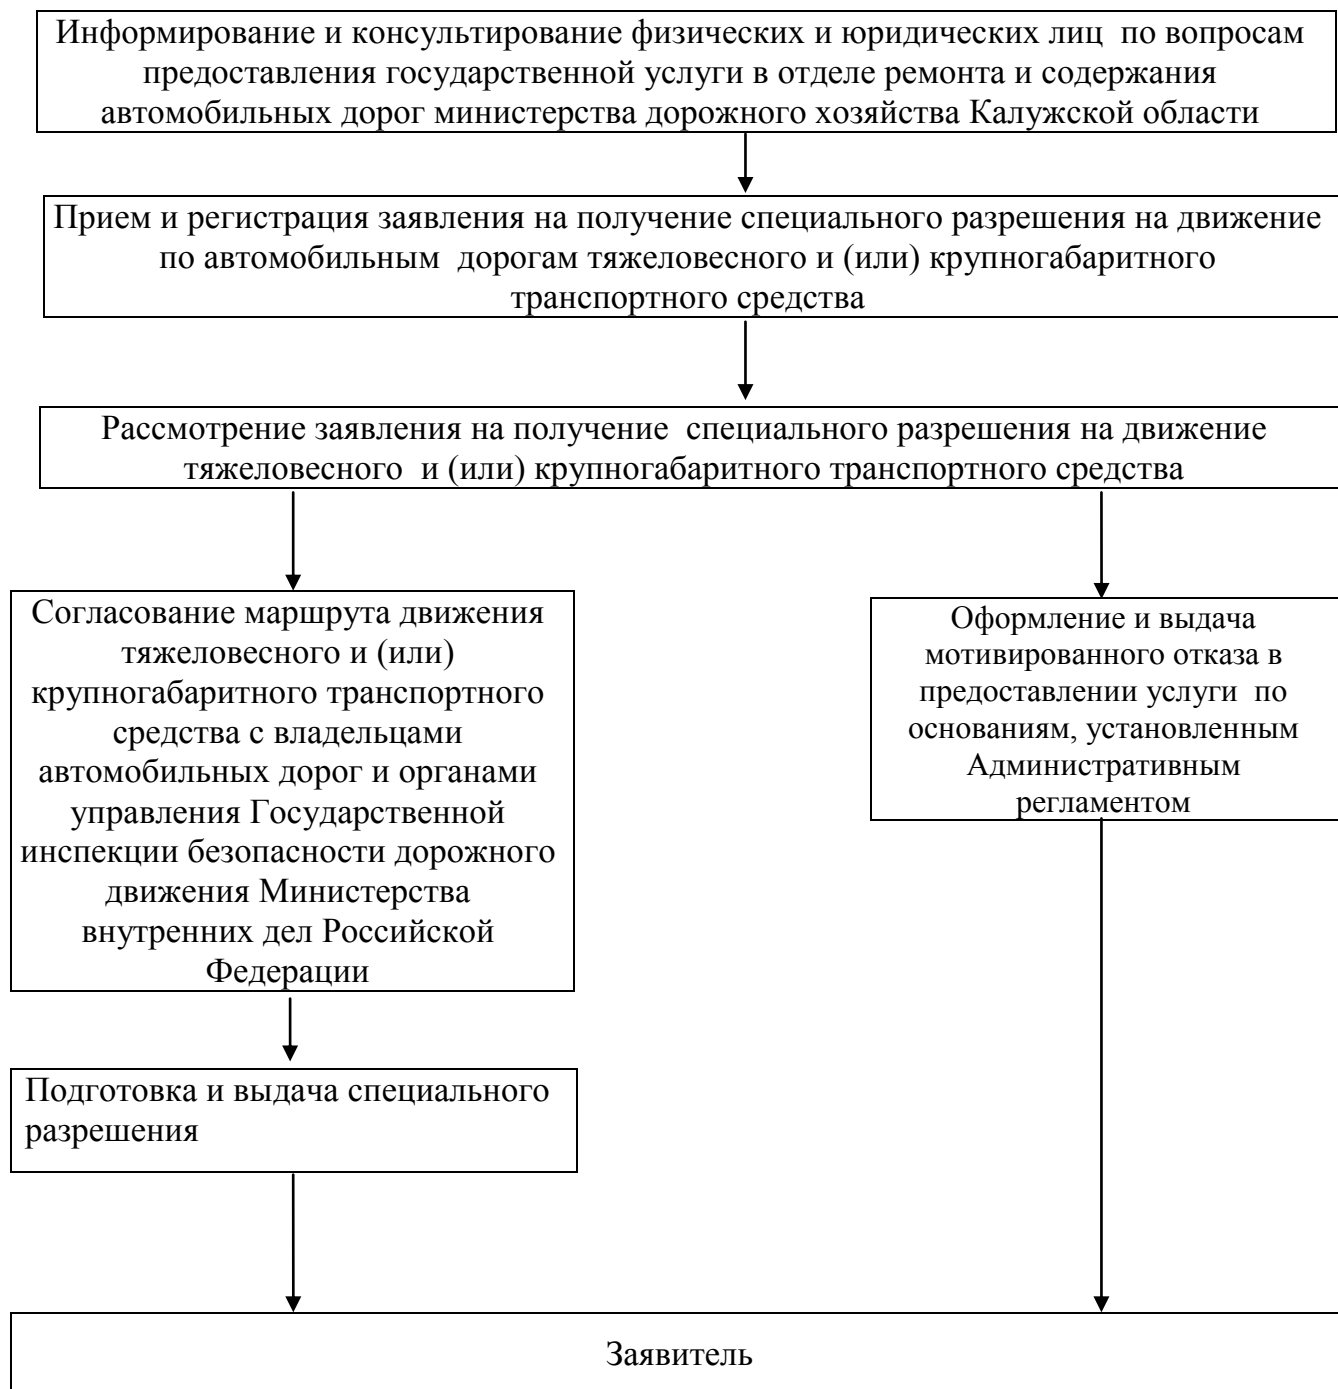 Информирование и консультирование физических и юридических лиц по вопросам
предоставления государственной услуги в отделе ремонта и содержания
автомобильных дорог министерства дорожного хозяйства Калужской области
Прием и регистрация заявления на получение специального разрешения на движение
по автомобильным дорогам тяжеловесного и (или) крупногабаритного
транспортного средства
Рассмотрение заявления на получение специального разрешения на движение
тяжеловесного и (или) крупногабаритного транспортного средства
Согласование маршрута движения
тяжеловесного и (или)
крупногабаритного транспортного
средства с владельцами
автомобильных дорог и органами
управления Государственной
инспекции безопасности дорожного
движения Министерства
внутренних дел Российской
Федерации
Оформление и выдача
мотивированного отказа в
предоставлении услуги по
основаниям, установленным
Административным
регламентом
Подготовка и выдача специального
разрешения
Заявитель